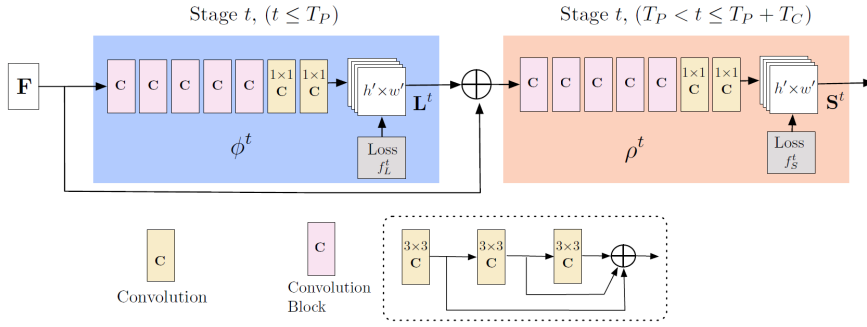 Stage t, (t ≤ T_P)
Stage t, (T_P < t ≤ T_P + T_C)
F
C
C
C
C
C
1×1
C
1×1
C
h′×w′
L^t
Loss
f_L^t
ϕ^t
C
C
C
C
C
1×1
C
1×1
C
h′×w′
S^t
Loss
f_S^t
ρ^t
C
Convolution
C
Convolution
Block
3×3
C
3×3
C
3×3
C